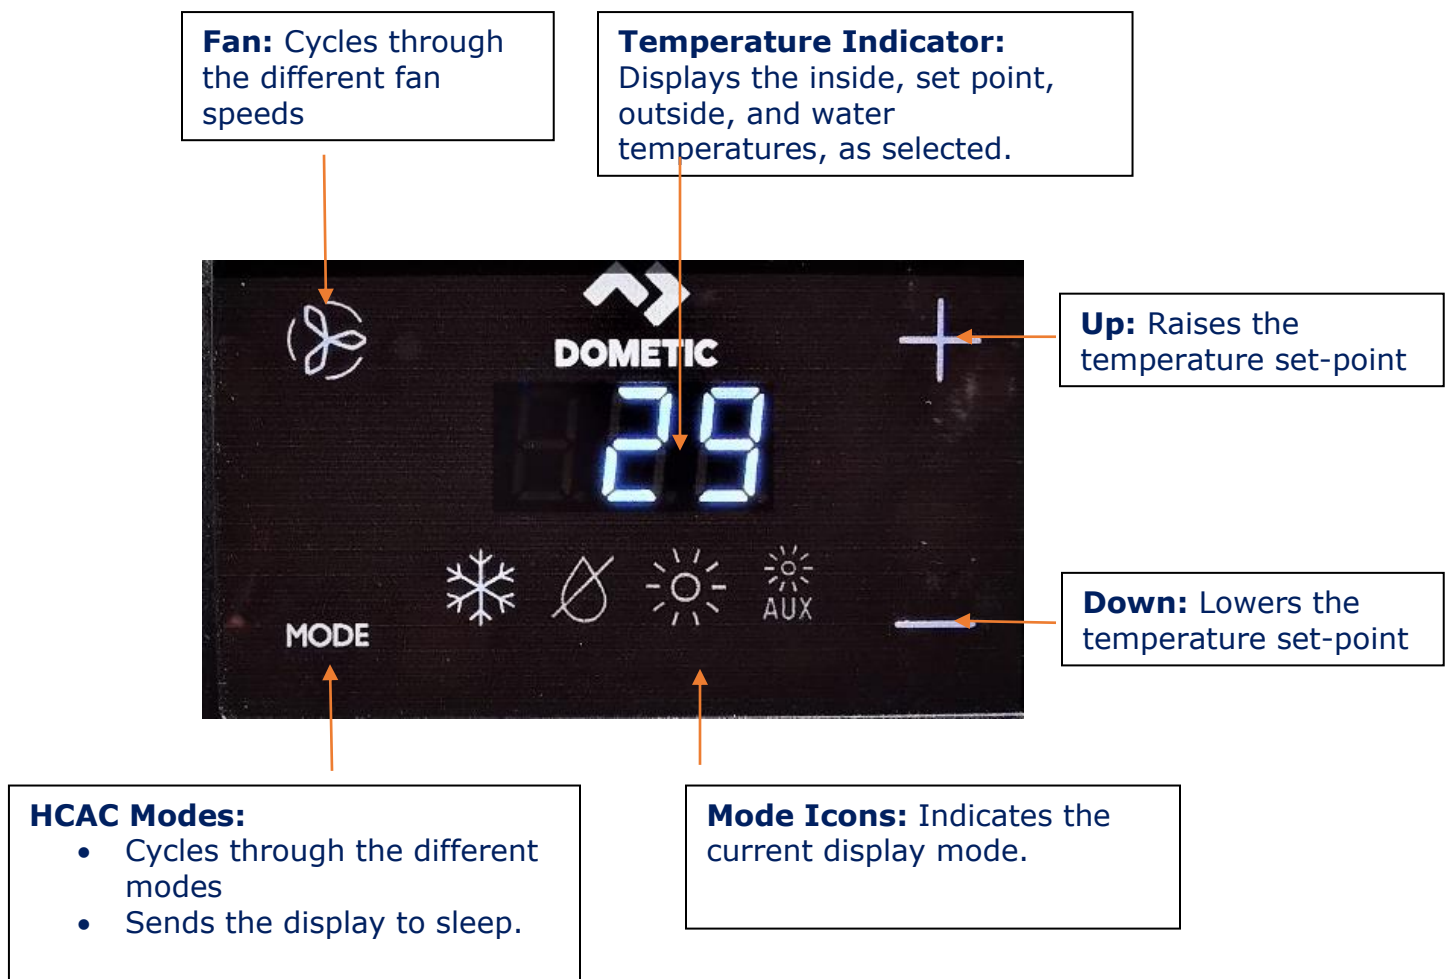 Fan: Cycles through
the different fan
speeds
Temperature Indicator:
Displays the inside, set point,
outside, and water
temperatures, as selected.
DOMETIC
29
Up: Raises the
temperature set-point
AUX
MODE
Down: Lowers the
temperature set-point
HCAC Modes:
• Cycles through the different
modes
• Sends the display to sleep.
Mode Icons: Indicates the
current display mode.